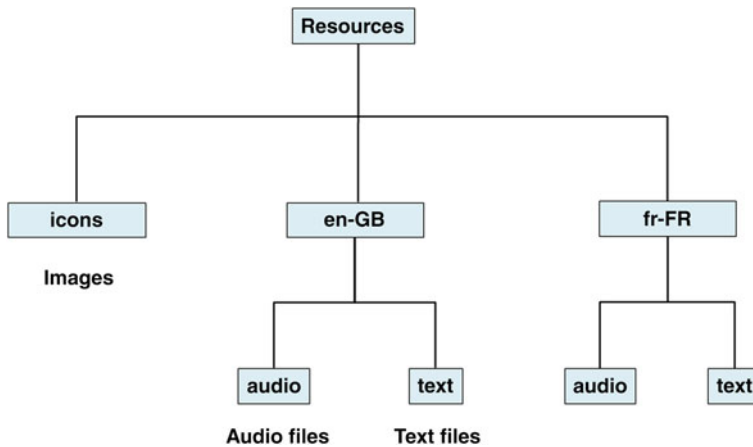 Resources
icons
en-GB
fr-FR
Images
audio
text
audio
text
Audio files
Text files